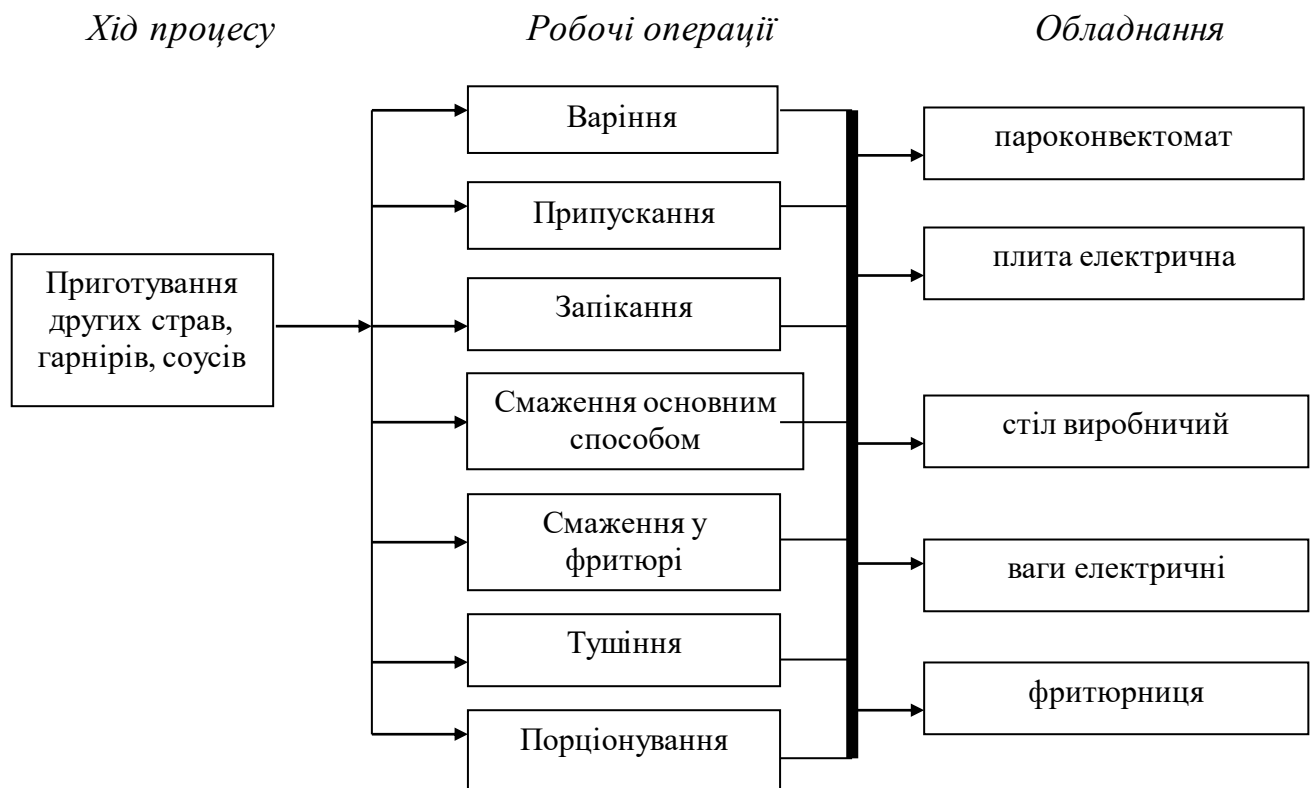 Хід процесу
Робочі операції
Обладнання
Приготування
других страв,
гарнірів, соусів
Варіння
Припускання
Запікання
Смаження основним
способом
Смаження у
фритюрі
Тушіння
Порціонування
пароконвектомат
плита електрична
стіл виробничий
ваги електричні
фритюрниця